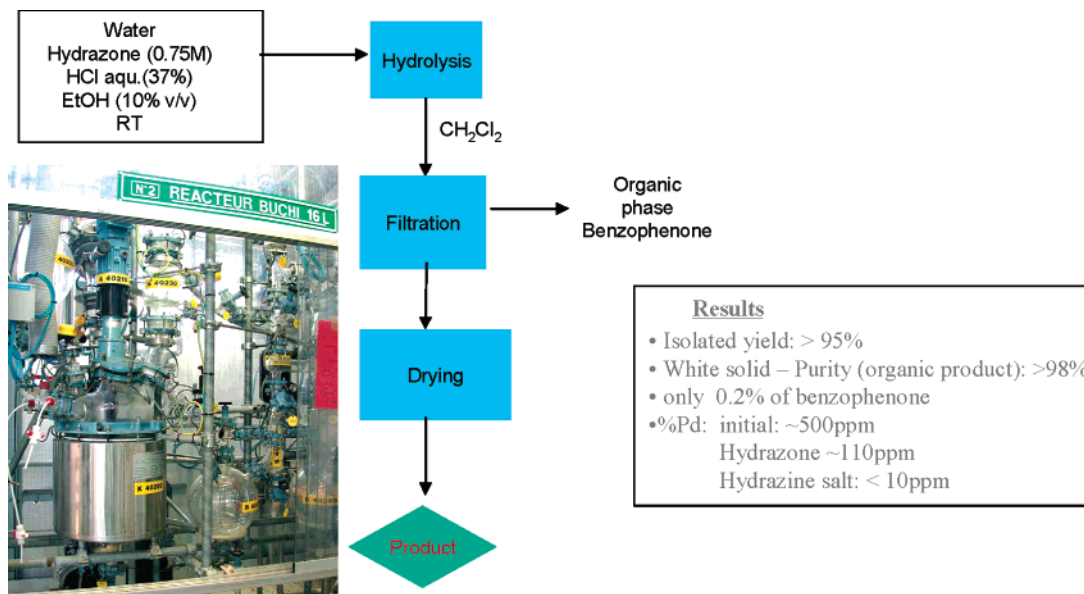 Water
Hydrazone (0.75M)
HCl aqu.(37%)
EtOH (10% v/v)
RT
Hydrolysis
CH₂Cl₂
N°2 REACTEUR BUCHI 16 L
A 40216
K 40230
Filtration
Organic
phase
Benzophenone
Drying
Product
Results
• Isolated yield: > 95%
• White solid – Purity (organic product): >98%
• only 0.2% of benzophenone
•%Pd: initial: ~500ppm
Hydrazone ~110ppm
Hydrazine salt: < 10ppm